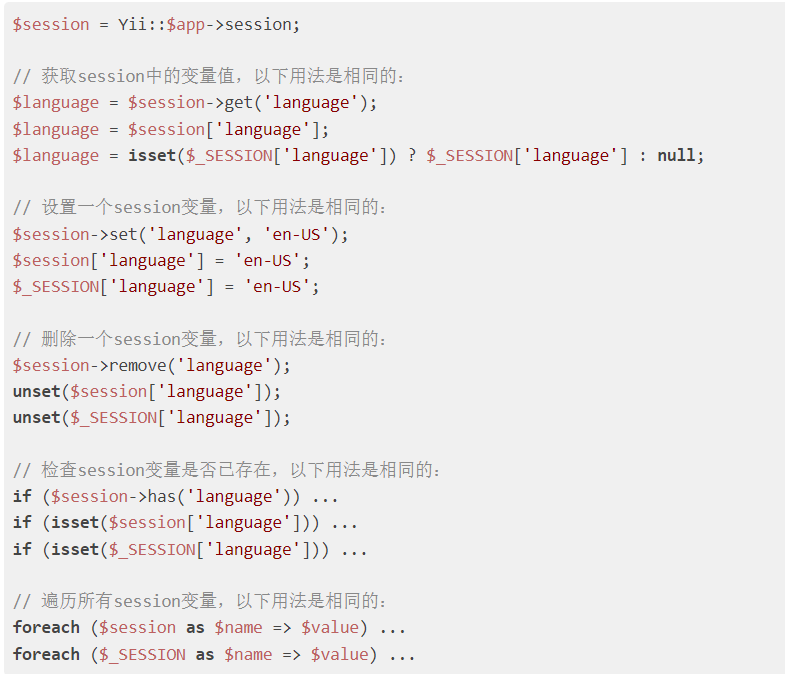 $session = Yii::$app->session;
// 获取session中的变量值，以下用法是相同的：
$language = $session->get('language');
$language = $session['language'];
$language = isset($_SESSION['language']) ? $_SESSION['language'] : null;
// 设置一个session变量，以下用法是相同的：
$session->set('language', 'en-US');
$session['language'] = 'en-US';
$_SESSION['language'] = 'en-US';
// 删除一个session变量，以下用法是相同的：
$session->remove('language');
unset($session['language']);
unset($_SESSION['language']);
// 检查session变量是否已存在，以下用法是相同的：
if ($session->has('language')) ...
if (isset($session['language'])) ...
if (isset($_SESSION['language'])) ...
// 遍历所有session变量，以下用法是相同的：
foreach ($session as $name => $value) ...
foreach ($_SESSION as $name => $value) ...